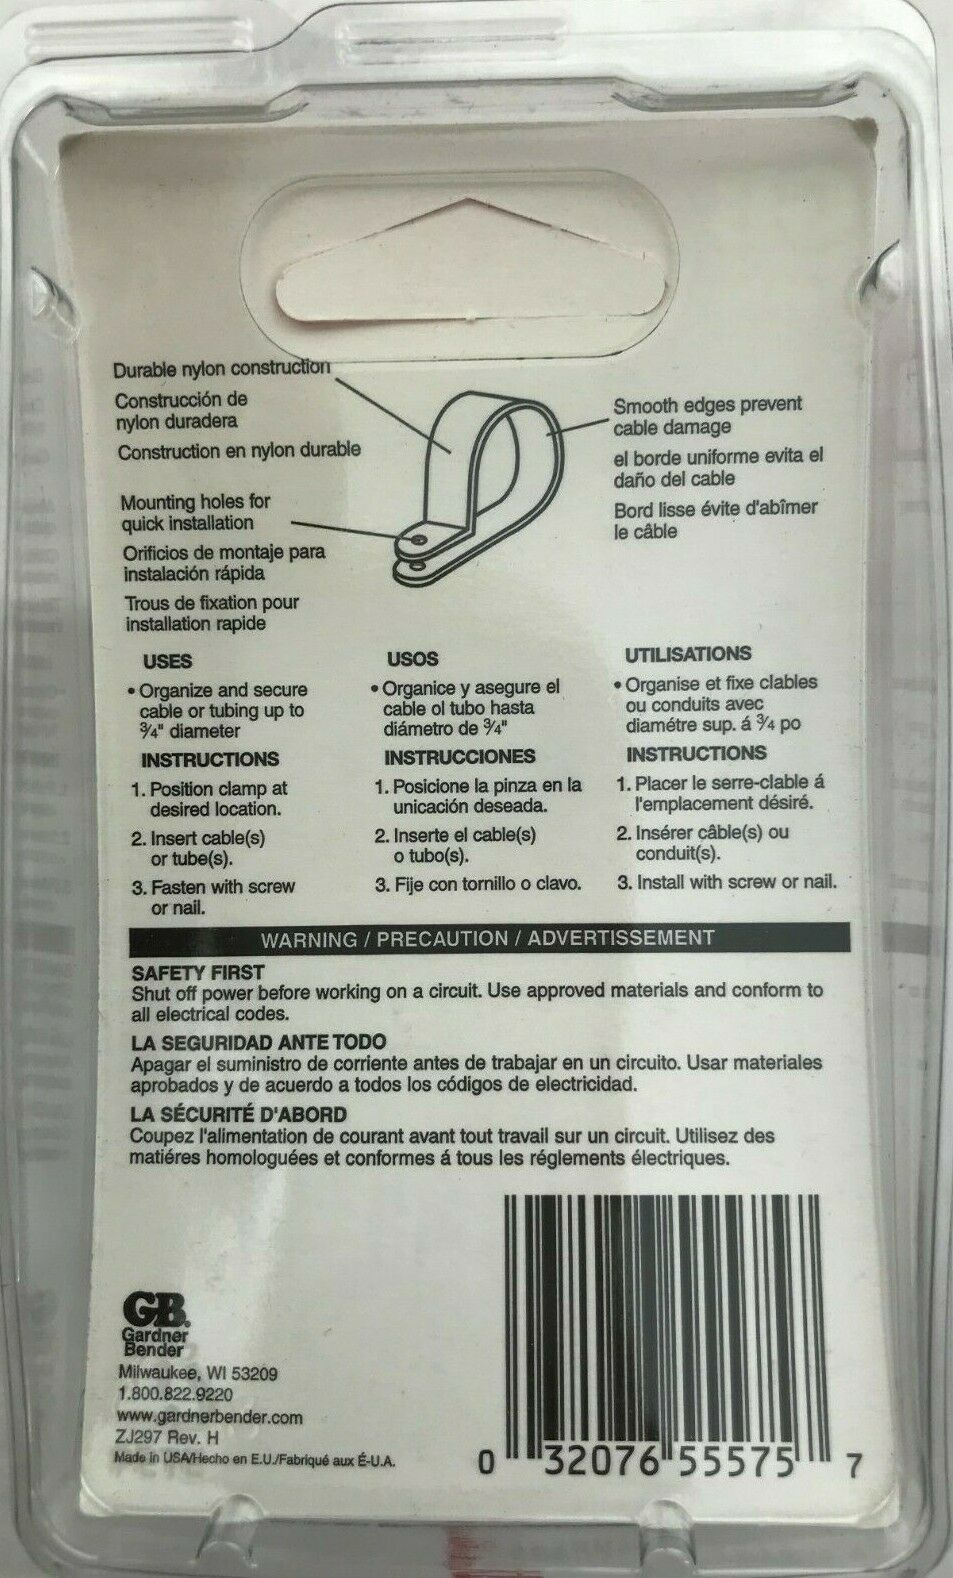 Durable nylon construction
Construcción de
nylon duradera
Construction en nylon durable
Mounting holes for
quick installation
Orificios de montaje para
instalación rápida
Trous de fixation pour
installation rapide
Smooth edges prevent
cable damage
el borde uniforme evita el
daño del cable
Bord lisse évite d'abîmer
le câble
USES
• Organize and secure
cable or tubing up to
3/4" diameter
INSTRUCTIONS
1. Position clamp at
desired location.
2. Insert cable(s)
or tube(s).
3. Fasten with screw
or nail.
USOS
• Organice y asegure el
cable ol tubo hasta
diámetro de 3/4"
INSTRUCCIONES
1. Posicione la pinza en la
unicación deseada.
2. Inserte el cable(s)
o tubo(s).
3. Fije con tornillo o clavo.
UTILISATIONS
• Organise et fixe clables
ou conduits avec
diamétre sup. á 3/4 po
INSTRUCTIONS
1. Placer le serre-clable á
l'emplacement désiré.
2. Insérer câble(s) ou
conduit(s).
3. Install with screw or nail.
WARNING / PRECAUTION / ADVERTISSEMENT
SAFETY FIRST
Shut off power before working on a circuit. Use approved materials and conform to
all electrical codes.
LA SEGURIDAD ANTE TODO
Apagar el suministro de corriente antes de trabajar en un circuito. Usar materiales
aprobados y de acuerdo a todos los códigos de electricidad.
LA SÉCURITÉ D'ABORD
Coupez l'alimentation de courant avant tout travail sur un circuit. Utilisez des
matiéres homologuées et conformes á tous les réglements électriques.
GB.
Gardner
Bender
Milwaukee, WI 53209
1.800.822.9220
www.gardnerbender.com
ZJ297 Rev. H
Made in USA/Hecho en E.U./Fabriqué aux É-U.A.
0 32076 55575 7